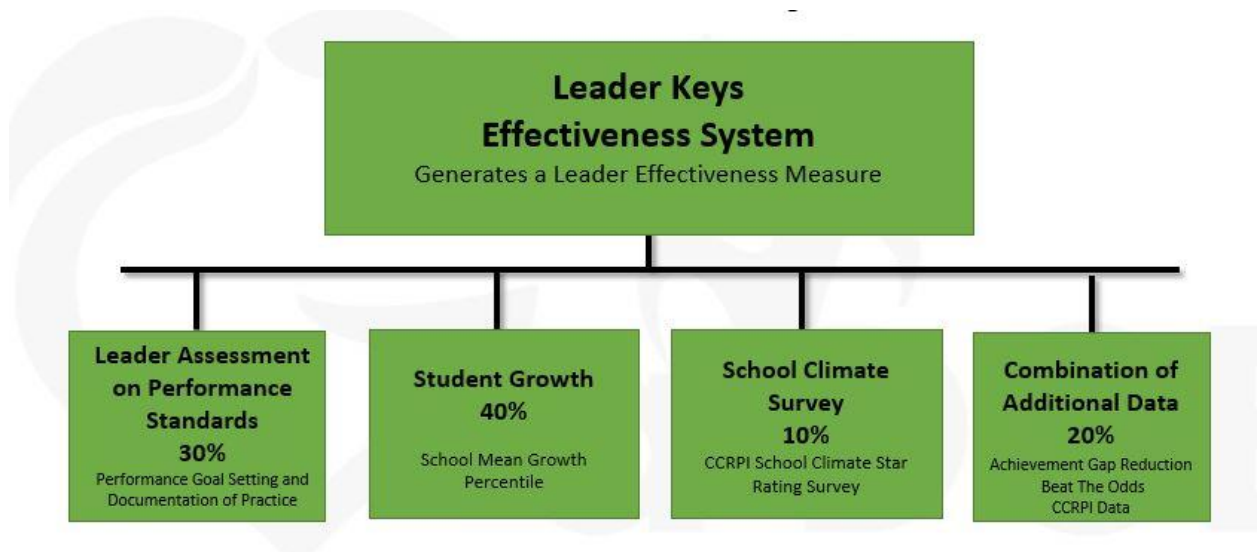 Leader Keys
Effectiveness System
Generates a Leader Effectiveness Measure
Leader Assessment
on Performance
Standards
30%
Performance Goal Setting and
Documentation of Practice
Student Growth
40%
School Mean Growth
Percentile
School Climate
Survey
10%
CCRPI School Climate Star
Rating Survey
Combination of
Additional Data
20%
Achievement Gap Reduction
Beat The Odds
CCRPI Data